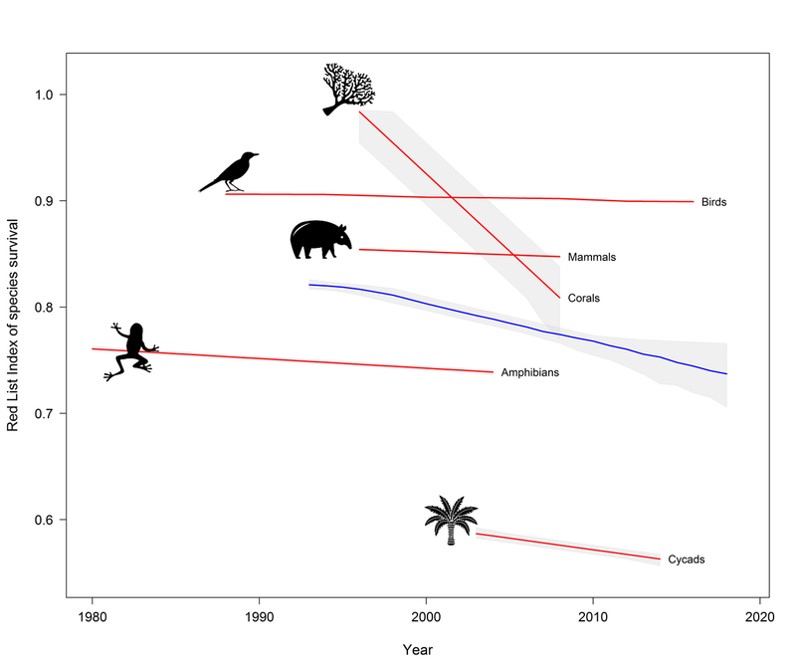 Red List Index of species survival
1.0
0.9
0.8
0.7
0.6
Birds
Mammals
Corals
Amphibians
Cycads
1980
1990
2000
2010
2020
Year